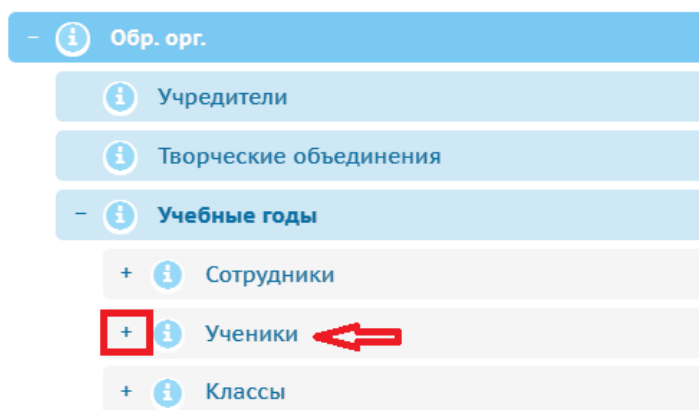 − i Обр. орг.
i Учредители
i Творческие объединения
− i Учебные годы
+ i Сотрудники
+ i Ученики
+ i Классы